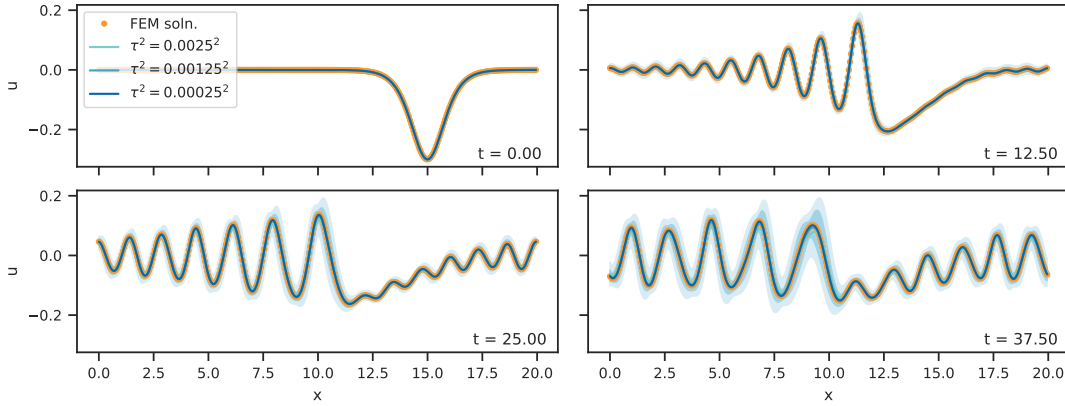 0.2
0.0
−0.2
u
FEM soln.
τ² = 0.0025²
τ² = 0.00125²
τ² = 0.00025²
t = 0.00
t = 12.50
0.2
0.0
−0.2
u
t = 25.00
t = 37.50
0.0 2.5 5.0 7.5 10.0 12.5 15.0 17.5 20.0
x
0.0 2.5 5.0 7.5 10.0 12.5 15.0 17.5 20.0
x